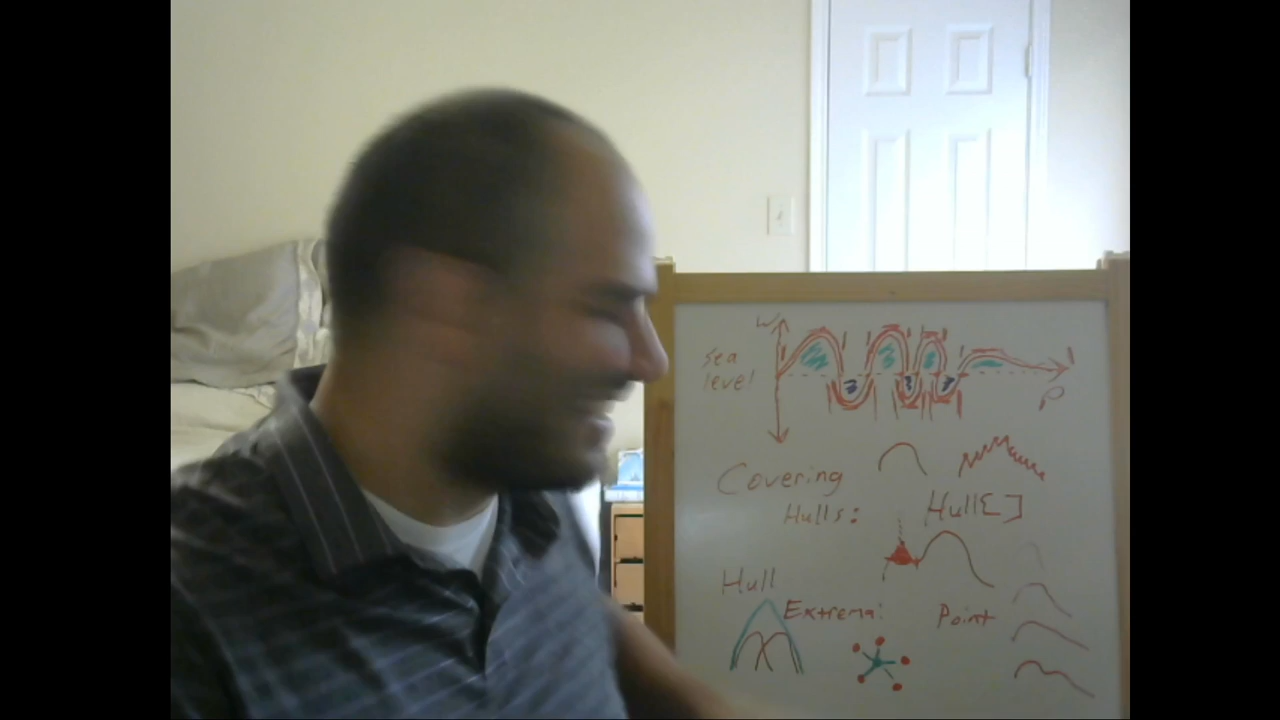 W
sea
level
P
Covering
Hulls:
Hull[]
Hull
Extrema:
Point